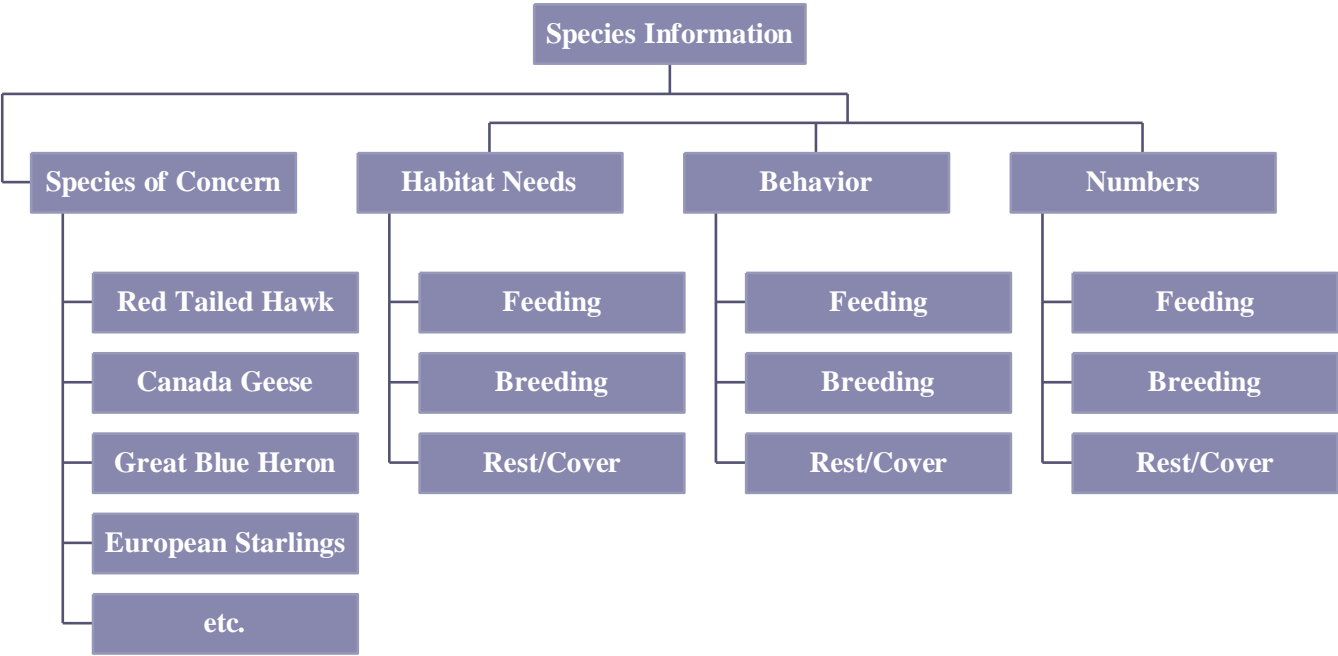 Species Information
Species of Concern
Habitat Needs
Behavior
Numbers
Red Tailed Hawk
Canada Geese
Great Blue Heron
European Starlings
etc.
Feeding
Breeding
Rest/Cover
Feeding
Breeding
Rest/Cover
Feeding
Breeding
Rest/Cover